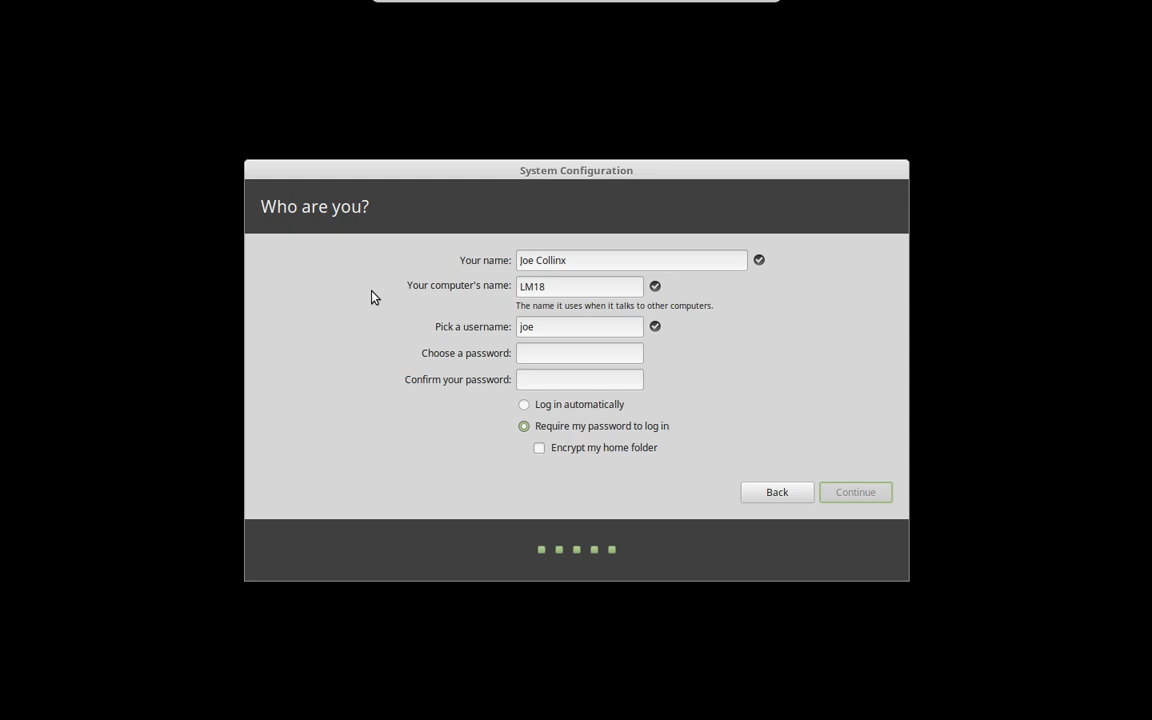 System Configuration
Who are you?
Your name: Joe Collinx
Your computer's name: LM18
The name it uses when it talks to other computers.
Pick a username: joe
Choose a password:
Confirm your password:
Log in automatically
Require my password to log in
Encrypt my home folder
Back Continue